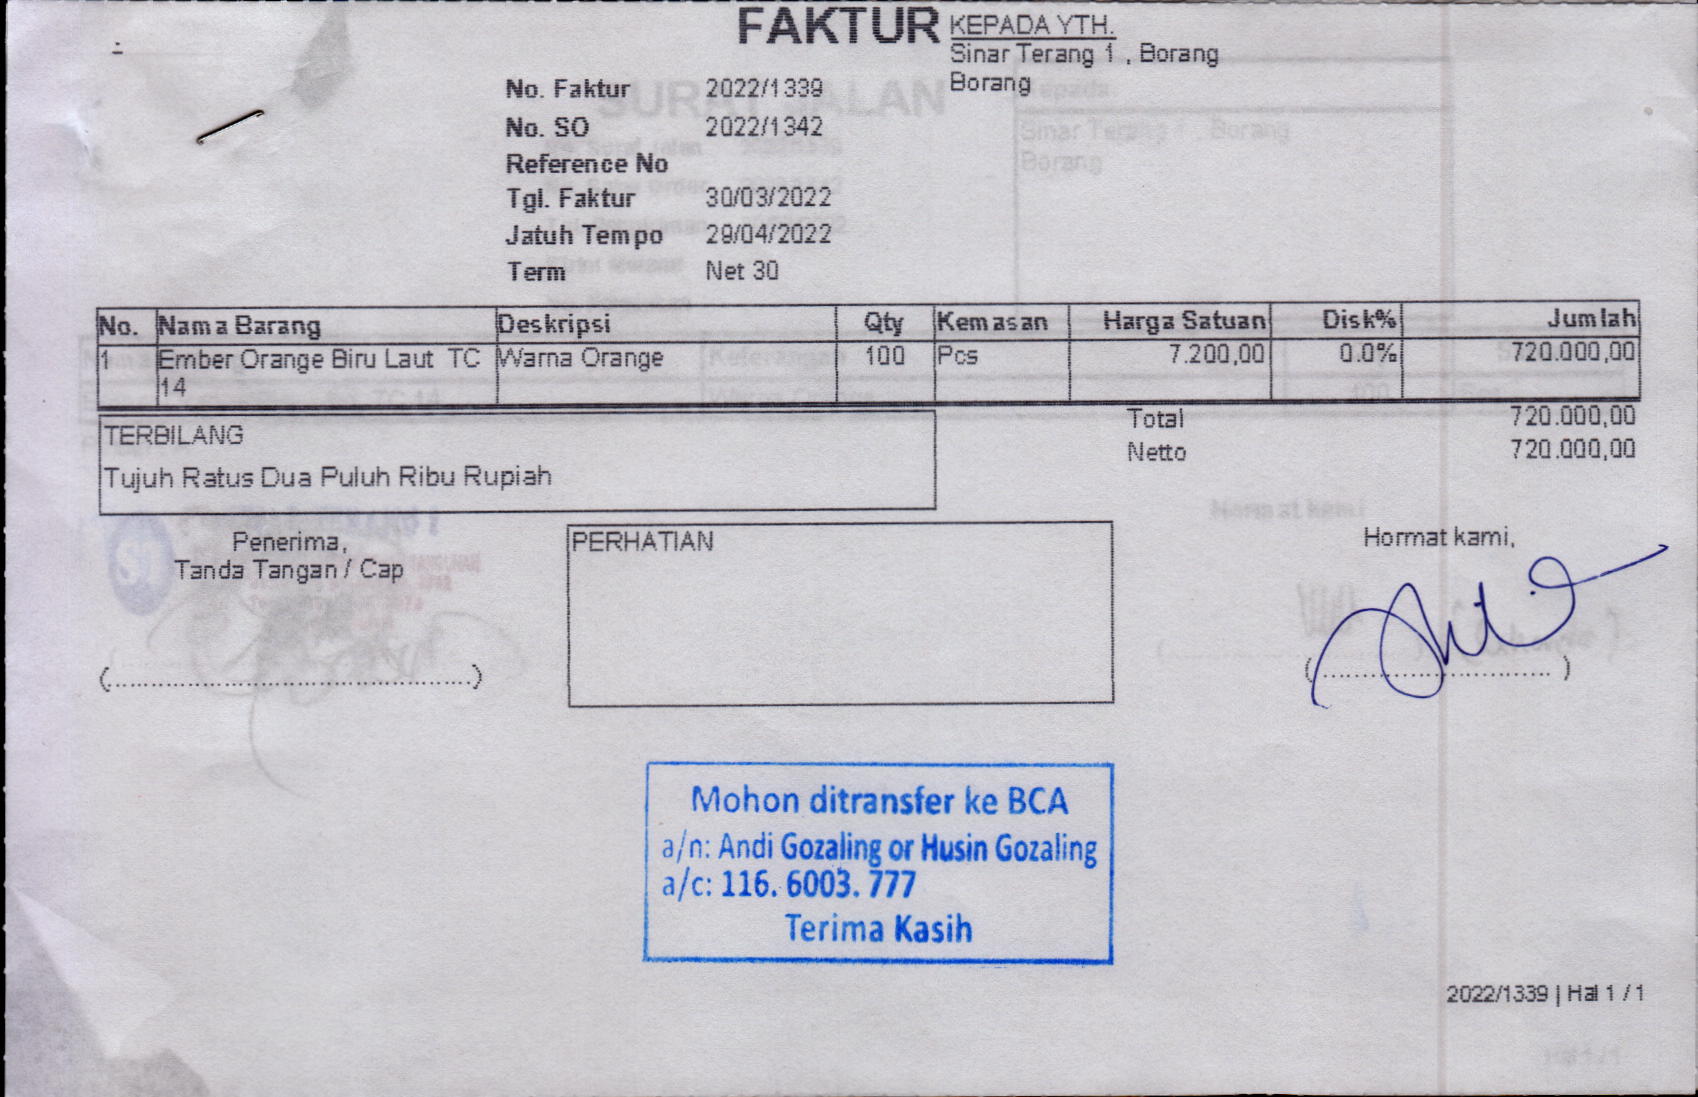 FAKTUR
KEPADA YTH.
Sinar Terang 1 , Borang
Borang
No. Faktur 2022/1339
No. SO 2022/1342
Reference No
Tgl. Faktur 30/03/2022
Jatuh Tempo 29/04/2022
Term Net 30
No. Nama Barang Deskripsi Qty Kemasan Harga Satuan Disk% Jumlah
1 Ember Orange Biru Laut TC Warna Orange 100 Pcs 7.200,00 0.0% 720.000,00
14
Total 720.000,00
TERBILANG
Netto 720.000,00
Tujuh Ratus Dua Puluh Ribu Rupiah
Penerima,
Tanda Tangan / Cap
(................................................)
PERHATIAN
Hormat kami,
(..............................)
Mohon ditransfer ke BCA
a/n: Andi Gozaling or Husin Gozaling
a/c: 116. 6003. 777
Terima Kasih
2022/1339 | Hal 1 / 1